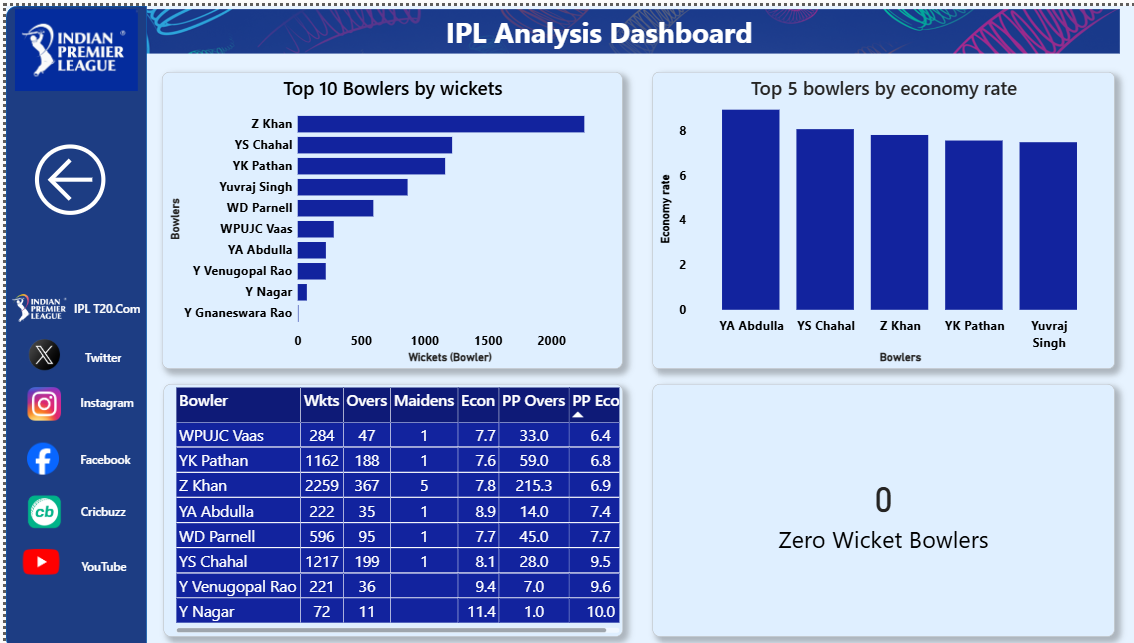 INDIAN
PREMIER
LEAGUE
IPL Analysis Dashboard
IPL T20.Com
INDIAN
PREMIER
LEAGUE
Twitter
Instagram
Facebook
cb
Cricbuzz
YouTube
Top 10 Bowlers by wickets
Bowlers
Z Khan
YS Chahal
YK Pathan
Yuvraj Singh
WD Parnell
WPUJC Vaas
YA Abdulla
Y Venugopal Rao
Y Nagar
Y Gnaneswara Rao
0 500 1000 1500 2000
Wickets (Bowler)
Top 5 bowlers by economy rate
Economy rate
8
6
4
2
0
YA Abdulla YS Chahal Z Khan YK Pathan Yuvraj
Singh
Bowlers
Bowler Wkts Overs Maidens Econ PP Overs PP Eco
WPUJC Vaas 284 47 1 7.7 33.0 6.4
YK Pathan 1162 188 1 7.6 59.0 6.8
Z Khan 2259 367 5 7.8 215.3 6.9
YA Abdulla 222 35 1 8.9 14.0 7.4
WD Parnell 596 95 1 7.7 45.0 7.7
YS Chahal 1217 199 1 8.1 28.0 9.5
Y Venugopal Rao 221 36 9.4 7.0 9.6
Y Nagar 72 11 11.4 1.0 10.0
0
Zero Wicket Bowlers